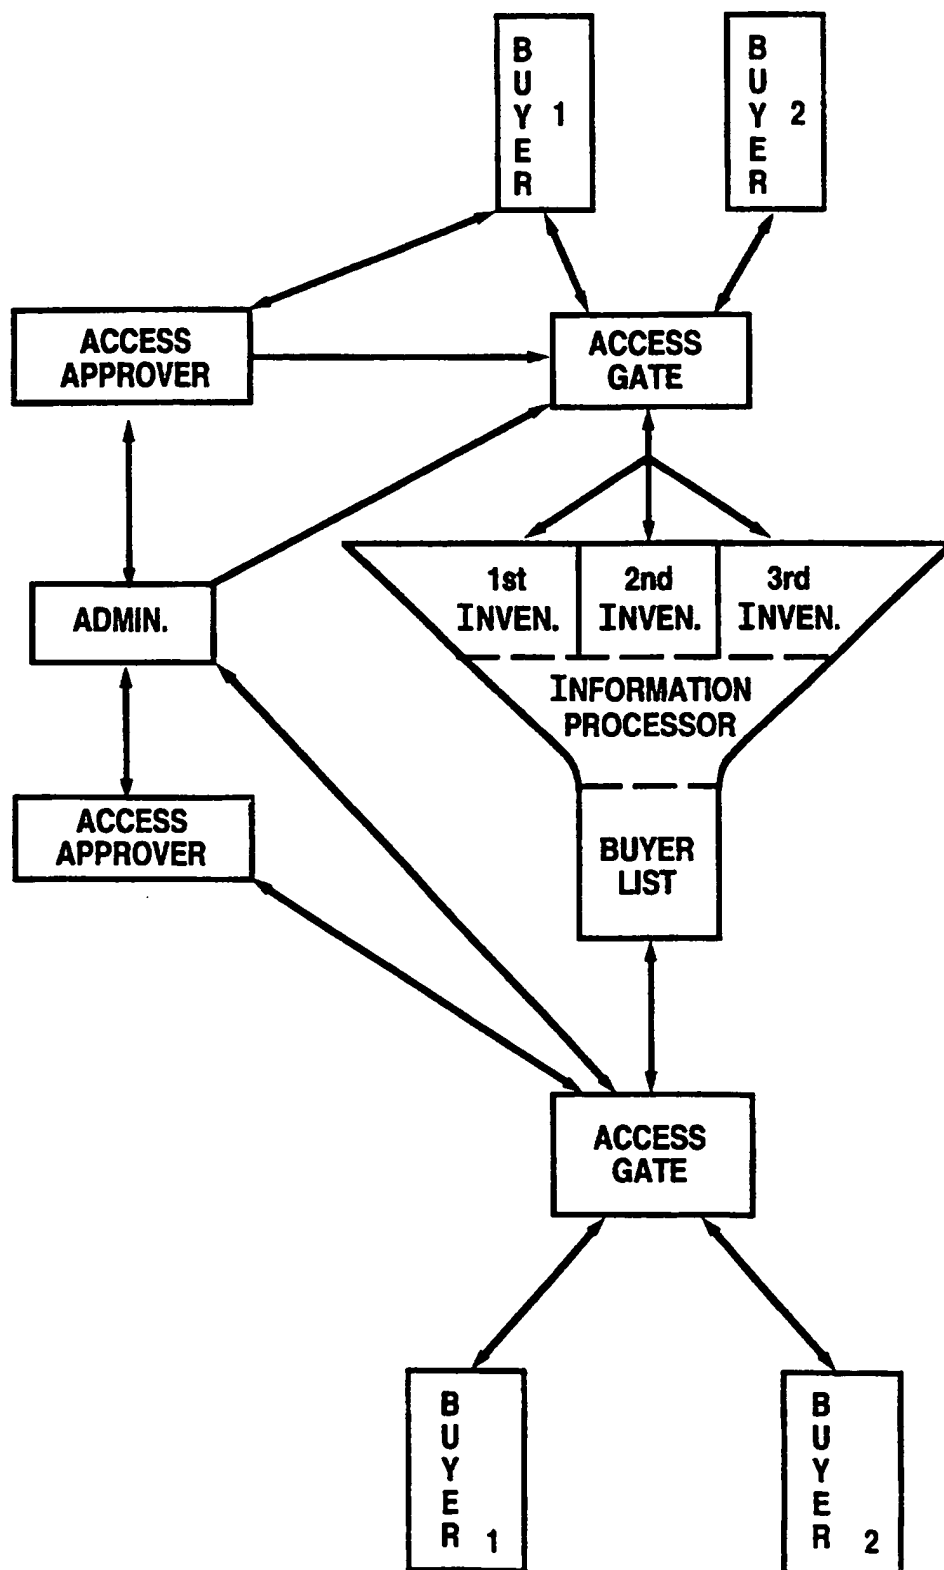 BUYER 1
BUYER 2
ACCESS
APPROVER
ACCESS
GATE
ADMIN.
1st
INVEN.
2nd
INVEN.
3rd
INVEN.
INFORMATION
PROCESSOR
ACCESS
APPROVER
BUYER
LIST
ACCESS
GATE
BUYER 1
BUYER 2